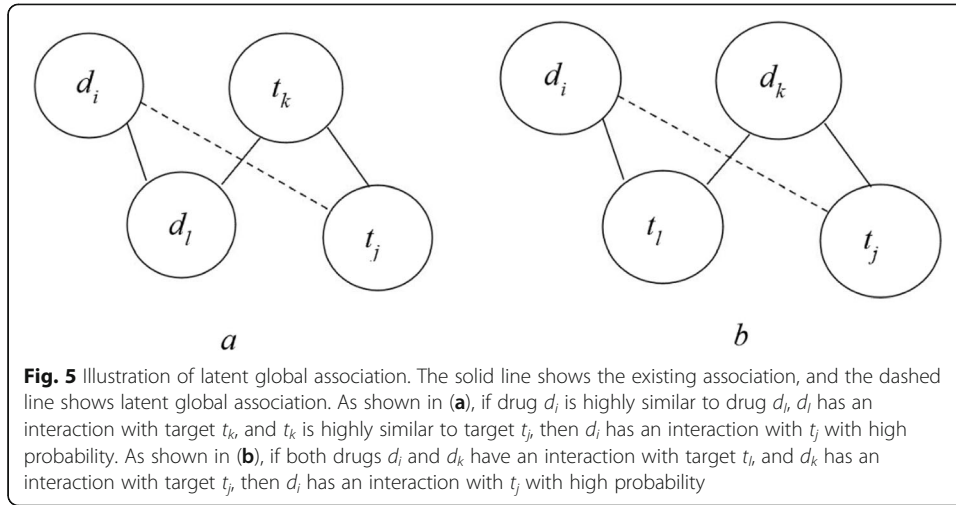 d_i t_k d_i d_k
d_l t_j t_l t_j
a b
Fig. 5 Illustration of latent global association. The solid line shows the existing association, and the dashed
line shows latent global association. As shown in (a), if drug d_i is highly similar to drug d_l, d_l has an
interaction with target t_k, and t_k is highly similar to target t_j, then d_i has an interaction with t_j with high
probability. As shown in (b), if both drugs d_i and d_k have an interaction with target t_l, and d_k has an
interaction with target t_j, then d_i has an interaction with t_j with high probability